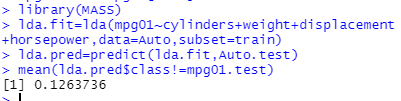 > library(MASS)
> lda.fit=lda(mpg01~cylinders+weight+displacement
+horsepower,data=Auto,subset=train)
> lda.pred=predict(lda.fit,Auto.test)
> mean(lda.pred$class!=mpg01.test)
[1] 0.1263736
>